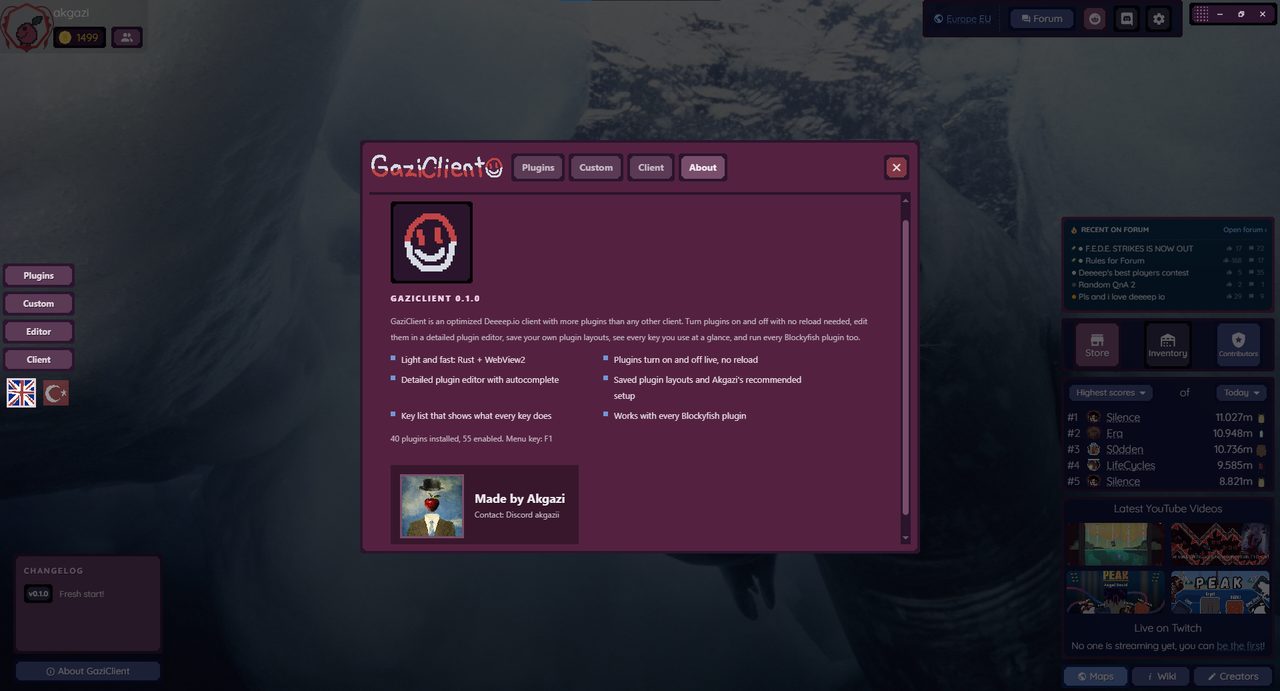 akgazi
1499
Europe EU
Forum
GaziClient
Plugins
Custom
Client
About
GAZICLIENT 0.1.0
GaziClient is an optimized Deeeep.io client with more plugins than any other client. Turn plugins on and off with no reload needed, edit
them in a detailed plugin editor, save your own plugin layouts, see every key you use at a glance, and run every Blockyfish plugin too.
Light and fast: Rust + WebView2
Plugins turn on and off live, no reload
Detailed plugin editor with autocomplete
Saved plugin layouts and Akgazi's recommended
setup
Key list that shows what every key does
Works with every Blockyfish plugin
40 plugins installed, 55 enabled. Menu key: F1
Made by Akgazi
Contact: Discord akgazii
Plugins
Custom
Editor
Client
CHANGELOG
v0.1.0 Fresh start!
About GaziClient
RECENT ON FORUM
Open forum ›
F.E.D.E. STRIKES IS NOW OUT 17 72
Rules for Forum 168 17
Deeeep's best players contest 5 35
Random QnA 2 2 1
Pls and i love deeeep io 29 9
Store
Inventory
Contributors
Highest scores of Today
#1 Silence 11.027m
#2 Era 10.948m
#3 S0dden 10.736m
#4 LifeCycles 9.585m
#5 Silence 8.821m
Latest YouTube Videos
PEAK
PEAK
Live on Twitch
No one is streaming yet, you can be the first!
Maps
Wiki
Creators